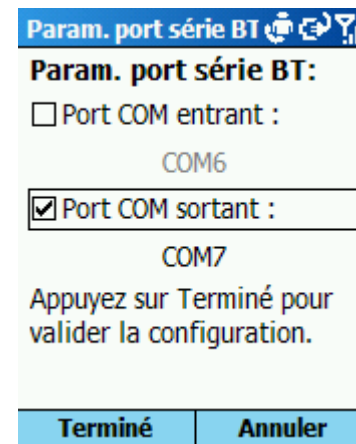 Param. port série BT
Param. port série BT:
Port COM entrant :
COM6
Port COM sortant :
COM7
Appuyez sur Terminé pour
valider la configuration.
Terminé Annuler